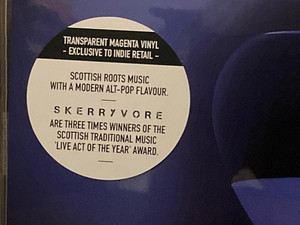 TRANSPARENT MAGENTA VINYL
- EXCLUSIVE TO INDIE RETAIL -
SCOTTISH ROOTS MUSIC
WITH A MODERN ALT-POP FLAVOUR.
SKERRYVORE
ARE THREE TIMES WINNERS OF THE
SCOTTISH TRADITIONAL MUSIC
'LIVE ACT OF THE YEAR' AWARD.